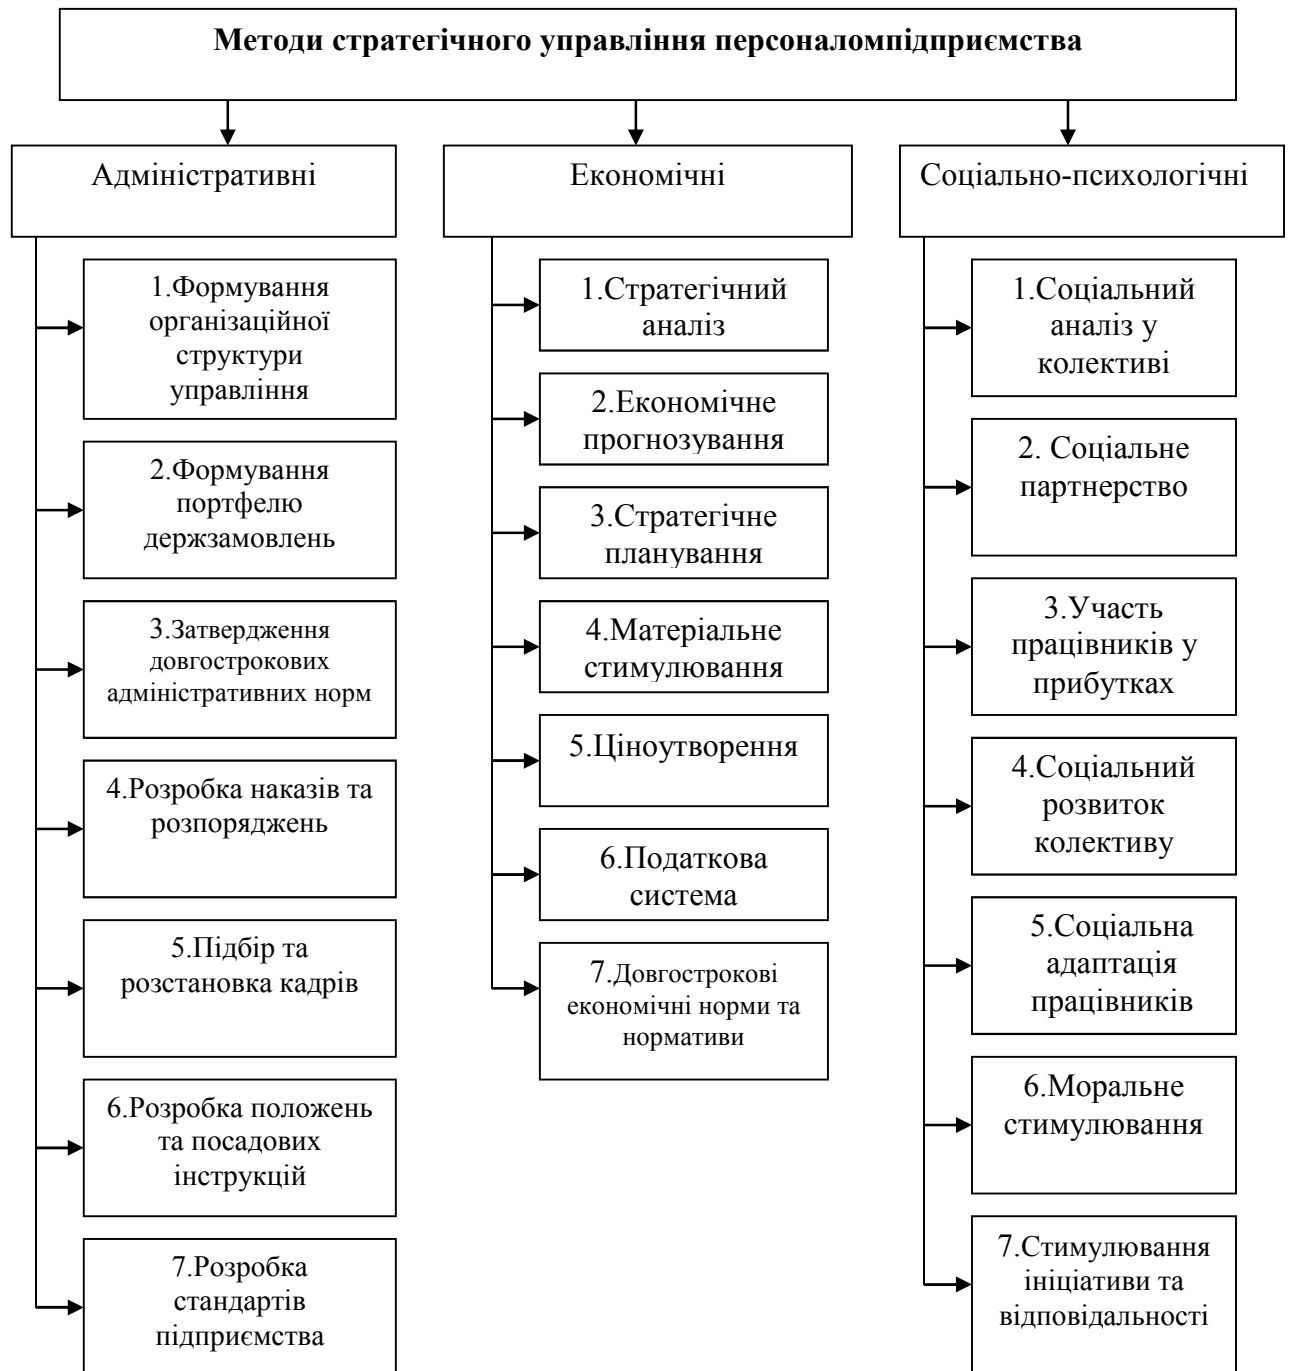 Методи стратегічного управління персоналомпідприємства
Адміністративні
1.Формування
організаційної
структури
управління
2.Формування
портфелю
держзамовлень
3.Затвердження
довгострокових
адміністративних норм
4.Розробка наказів та
розпоряджень
5.Підбір та
розстановка кадрів
6.Розробка положень
та посадових
інструкцій
7.Розробка
стандартів
підприємства
Економічні
1.Стратегічний
аналіз
2.Економічне
прогнозування
3.Стратегічне
планування
4.Матеріальне
стимулювання
5.Ціноутворення
6.Податкова
система
7.Довгострокові
економічні норми та
нормативи
Соціально-психологічні
1.Соціальний
аналіз у
колективі
2. Соціальне
партнерство
3.Участь
працівників у
прибутках
4.Соціальний
розвиток
колективу
5.Соціальна
адаптація
працівників
6.Моральне
стимулювання
7.Стимулювання
ініціативи та
відповідальності